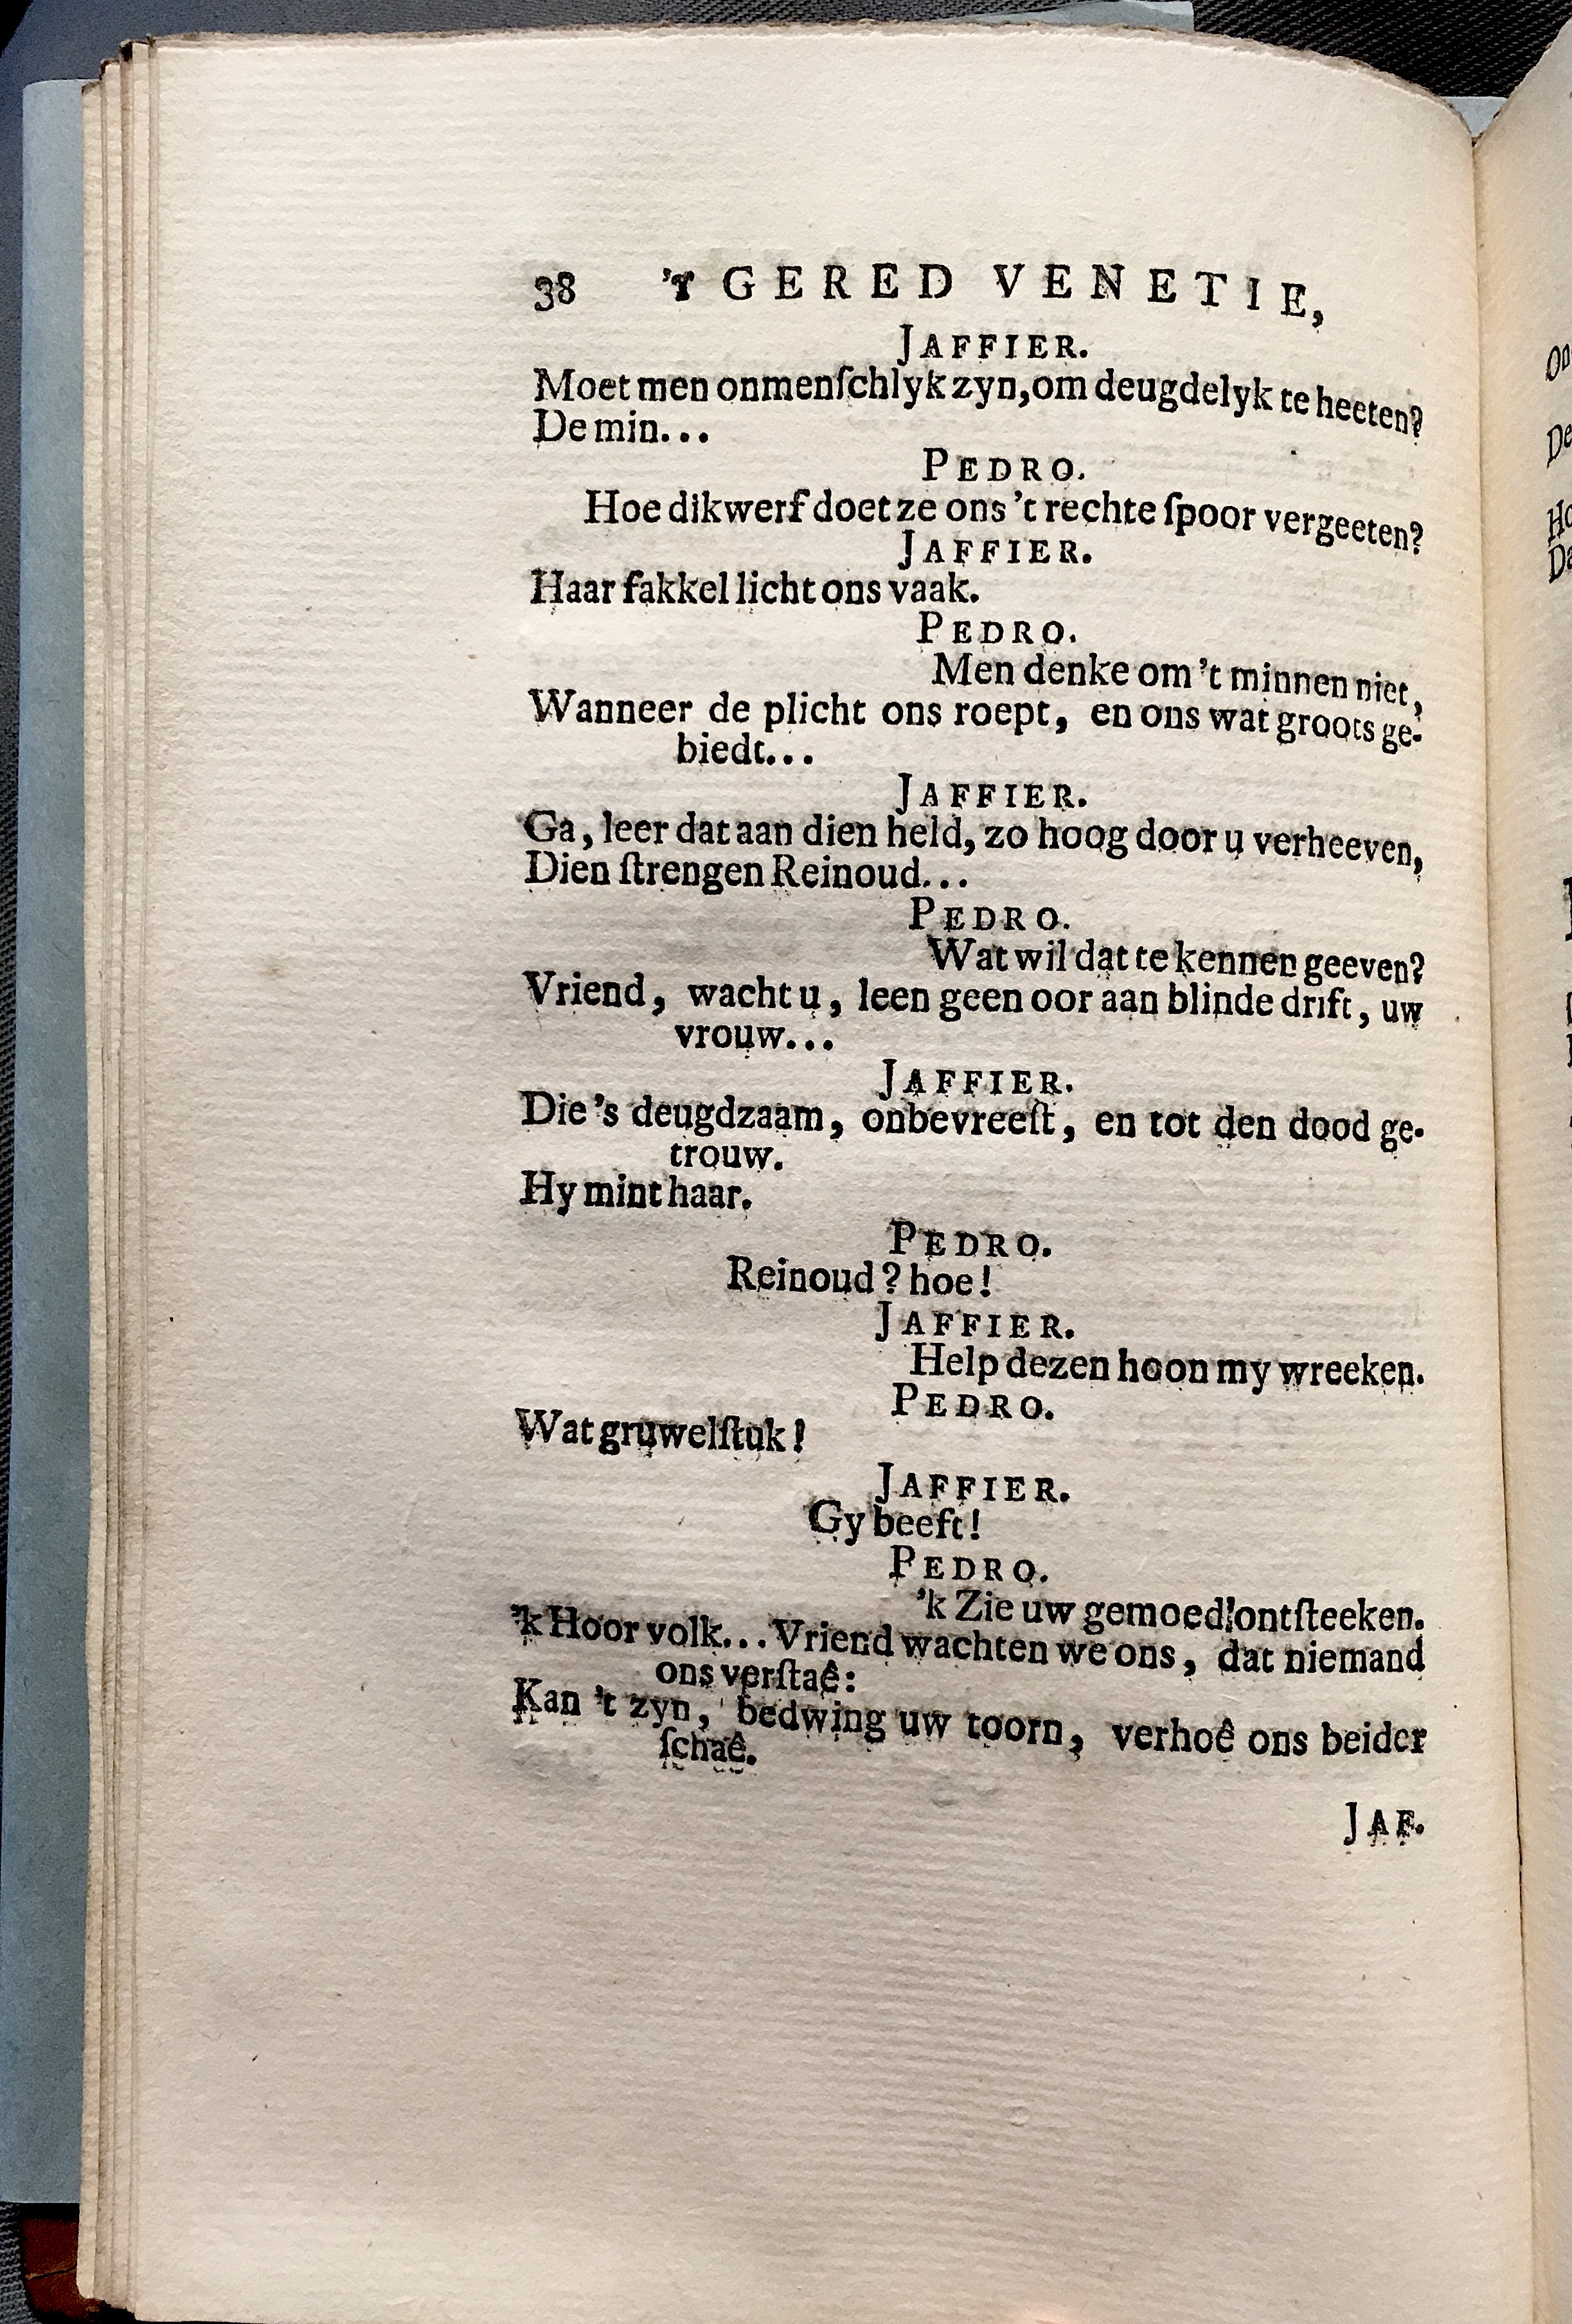 38 'T GERED VENETIE,
JAFFIER.
Moet men onmenſchlyk zyn, om deugdelyk te heeten?
De min...
PEDRO.
Hoe dikwerf doet ze ons 't rechte ſpoor vergeeten?
JAFFIER.
Haar fakkel licht ons vaak.
PEDRO.
Men denke om 't minnen niet,
Wanneer de plicht ons roept, en ons wat groots ge-
biedt...
JAFFIER.
Ga, leer dat aan dien held, zo hoog door u verheeven,
Dien ſtrengen Reinoud...
PEDRO.
Wat wil dat te kennen geeven?
Vriend, wacht u, leen geen oor aan blinde drift, uw
vrouw...
JAFFIER.
Die 's deugdzaam, onbevreeſt, en tot den dood ge-
trouw.
Hy mint haar.
PEDRO.
Reinoud? hoe!
JAFFIER.
Help dezen hoon my wreeken.
PEDRO.
Wat gruwelſtuk!
JAFFIER.
Gy beeft!
PEDRO.
'k Zie uw gemoed ontſteeken.
'k Hoor volk... Vriend wachten we ons, dat niemand
ons verſtaê:
Kan 't zyn, bedwing uw toorn, verhoê ons beider
ſchaê.
JAF-
On
De
Ho
Da